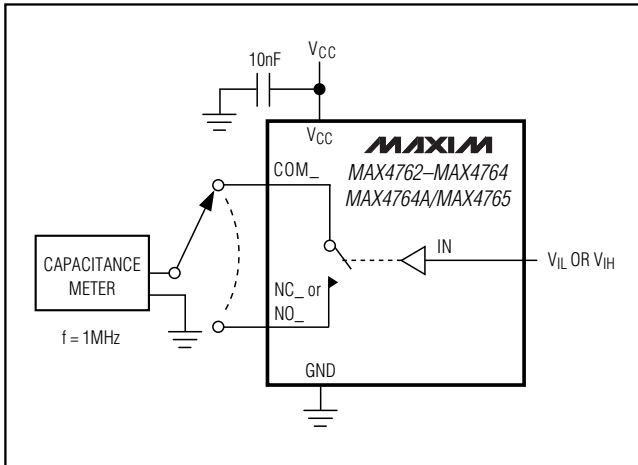 10nF
VCC
VCC
MAXIM
MAX4762–MAX4764
MAX4764A/MAX4765
COM_
IN
VIL OR VIH
CAPACITANCE
METER
NC_ or
NO_
f = 1MHz
GND